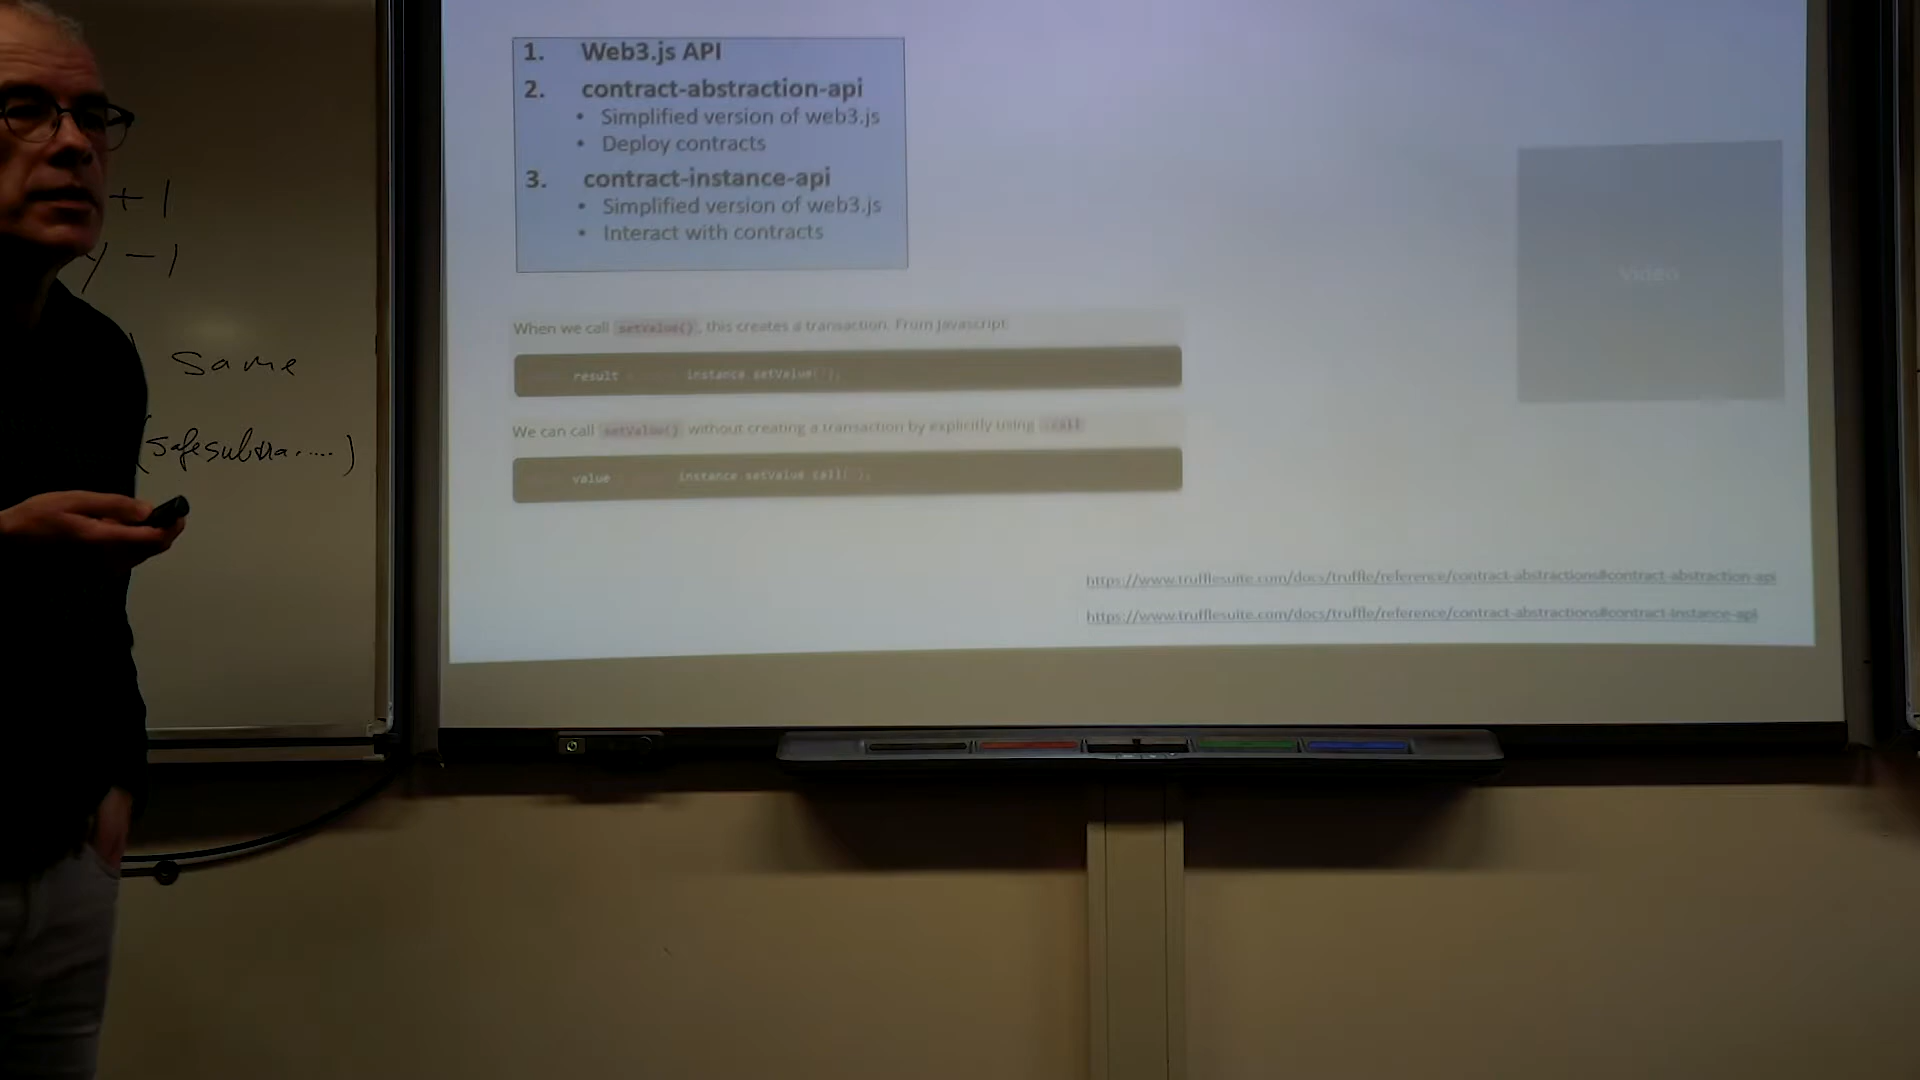 + 1
y - 1
same
(safesubtra.....)
1. Web3.js API
2. contract-abstraction-api
• Simplified version of web3.js
• Deploy contracts
3. contract-instance-api
• Simplified version of web3.js
• Interact with contracts
Video
When we call setValue(), this creates a transaction. From Javascript:
result instance.setValue( );
We can call setValue() without creating a transaction by explicitly using .call
value instance.setValue.call( );
https://www.trufflesuite.com/docs/truffle/reference/contract-abstractions#contract-abstraction-api
https://www.trufflesuite.com/docs/truffle/reference/contract-abstractions#contract-instance-api